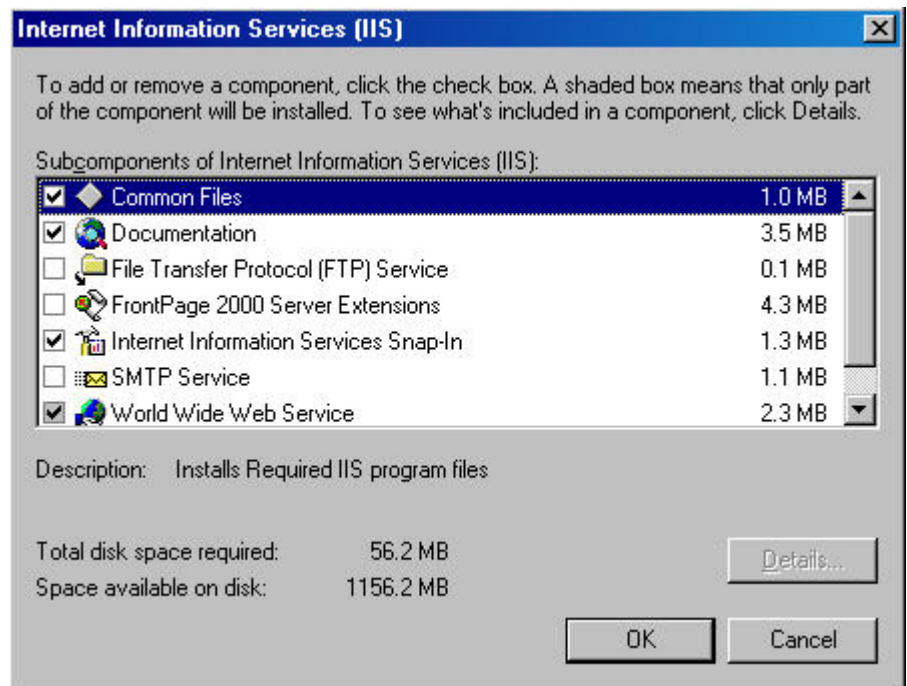 Internet Information Services (IIS)
To add or remove a component, click the check box. A shaded box means that only part
of the component will be installed. To see what's included in a component, click Details.
Subcomponents of Internet Information Services (IIS):
Common Files 1.0 MB
Documentation 3.5 MB
File Transfer Protocol (FTP) Service 0.1 MB
FrontPage 2000 Server Extensions 4.3 MB
Internet Information Services Snap-In 1.3 MB
SMTP Service 1.1 MB
World Wide Web Service 2.3 MB
Description: Installs Required IIS program files
Total disk space required: 56.2 MB
Space available on disk: 1156.2 MB
Details...
OK Cancel